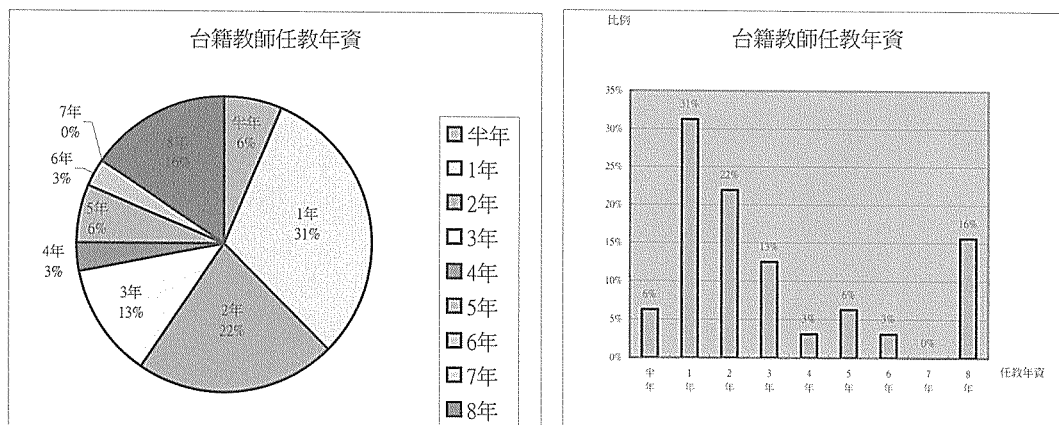 台籍教師任教年資
半年
6%
1年
31%
2年
22%
3年
13%
4年
3%
5年
6%
6年
3%
7年
0%
8年
6%
半年
1年
2年
3年
4年
5年
6年
7年
8年
比例
台籍教師任教年資
35%
30%
25%
20%
15%
10%
5%
0%
6%
31%
22%
13%
3%
6%
3%
0%
16%
半年
1年
2年
3年
4年
5年
6年
7年
8年
任教年資